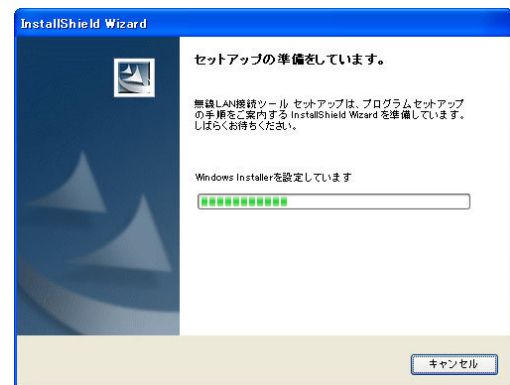 InstallShield Wizard
セットアップの準備をしています。
無線LAN接続ツール セットアップは、プログラムセットアップ
の手順をご案内する InstallShield Wizard を準備しています。
しばらくお待ちください。
Windows Installerを設定しています
キャンセル